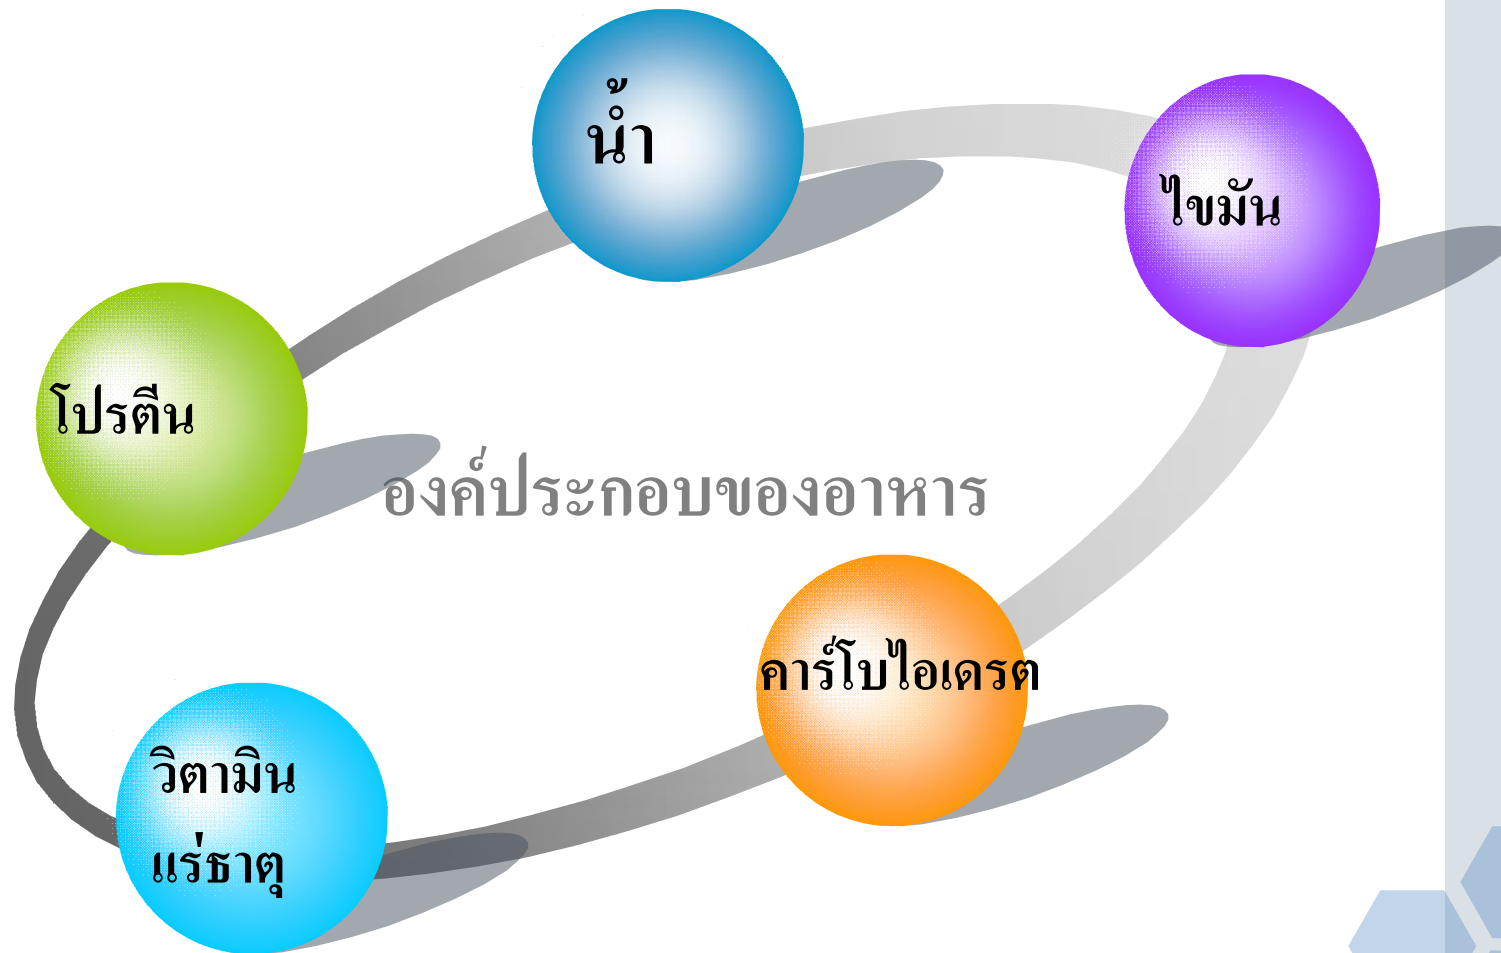 น้ำ
ไขมัน
โปรตีน
องค์ประกอบของอาหาร
คาร์โบไอเดรต
วิตามิน
แร่ธาตุ